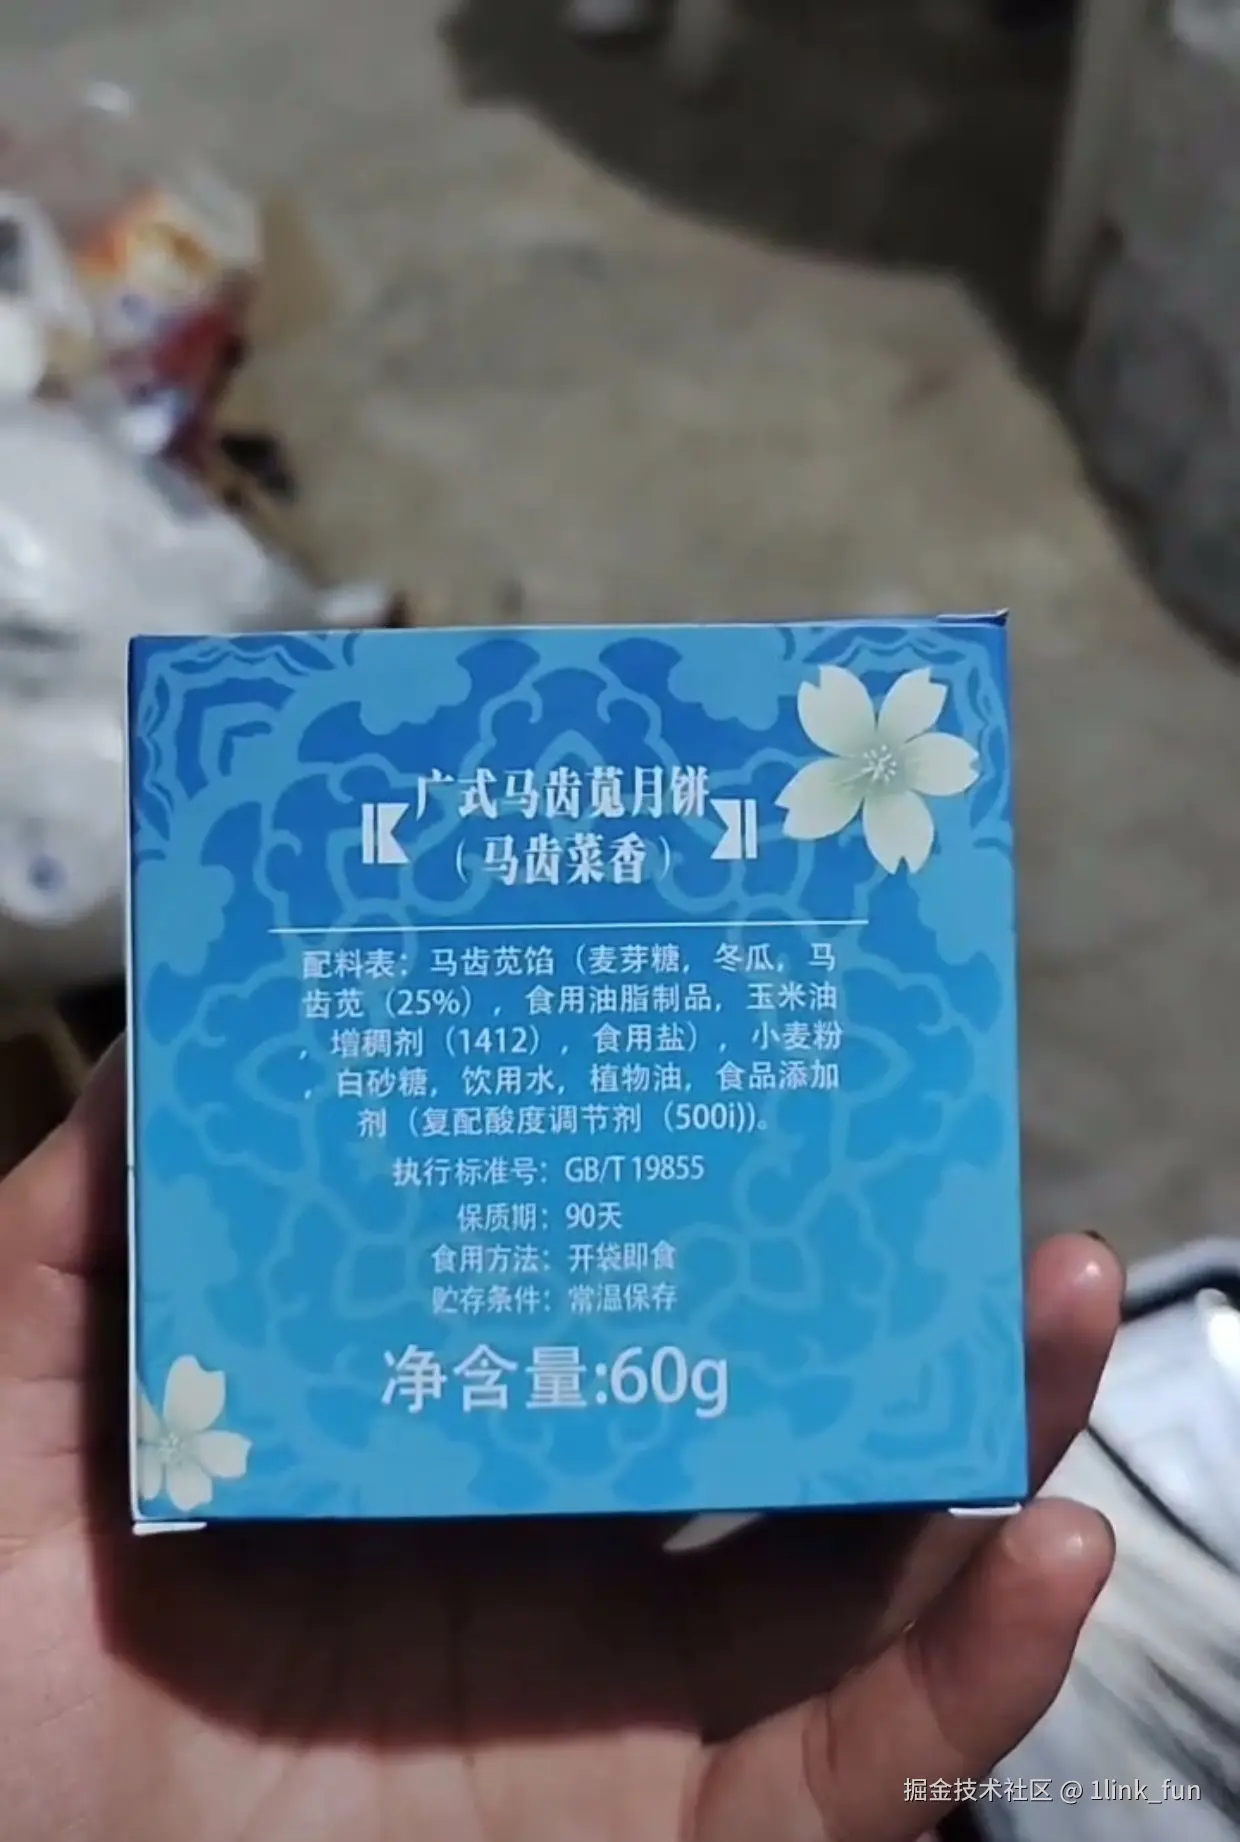 广式马齿苋月饼
（马齿菜香）
配料表：马齿苋馅（麦芽糖，冬瓜，马
齿苋（25%），食用油脂制品，玉米油
，增稠剂（1412），食用盐），小麦粉
，白砂糖，饮用水，植物油，食品添加
剂（复配酸度调节剂（500i))。
执行标准号：GB/T 19855
保质期：90天
食用方法：开袋即食
贮存条件：常温保存
净含量:60g
掘金技术社区 @ 1link_fun